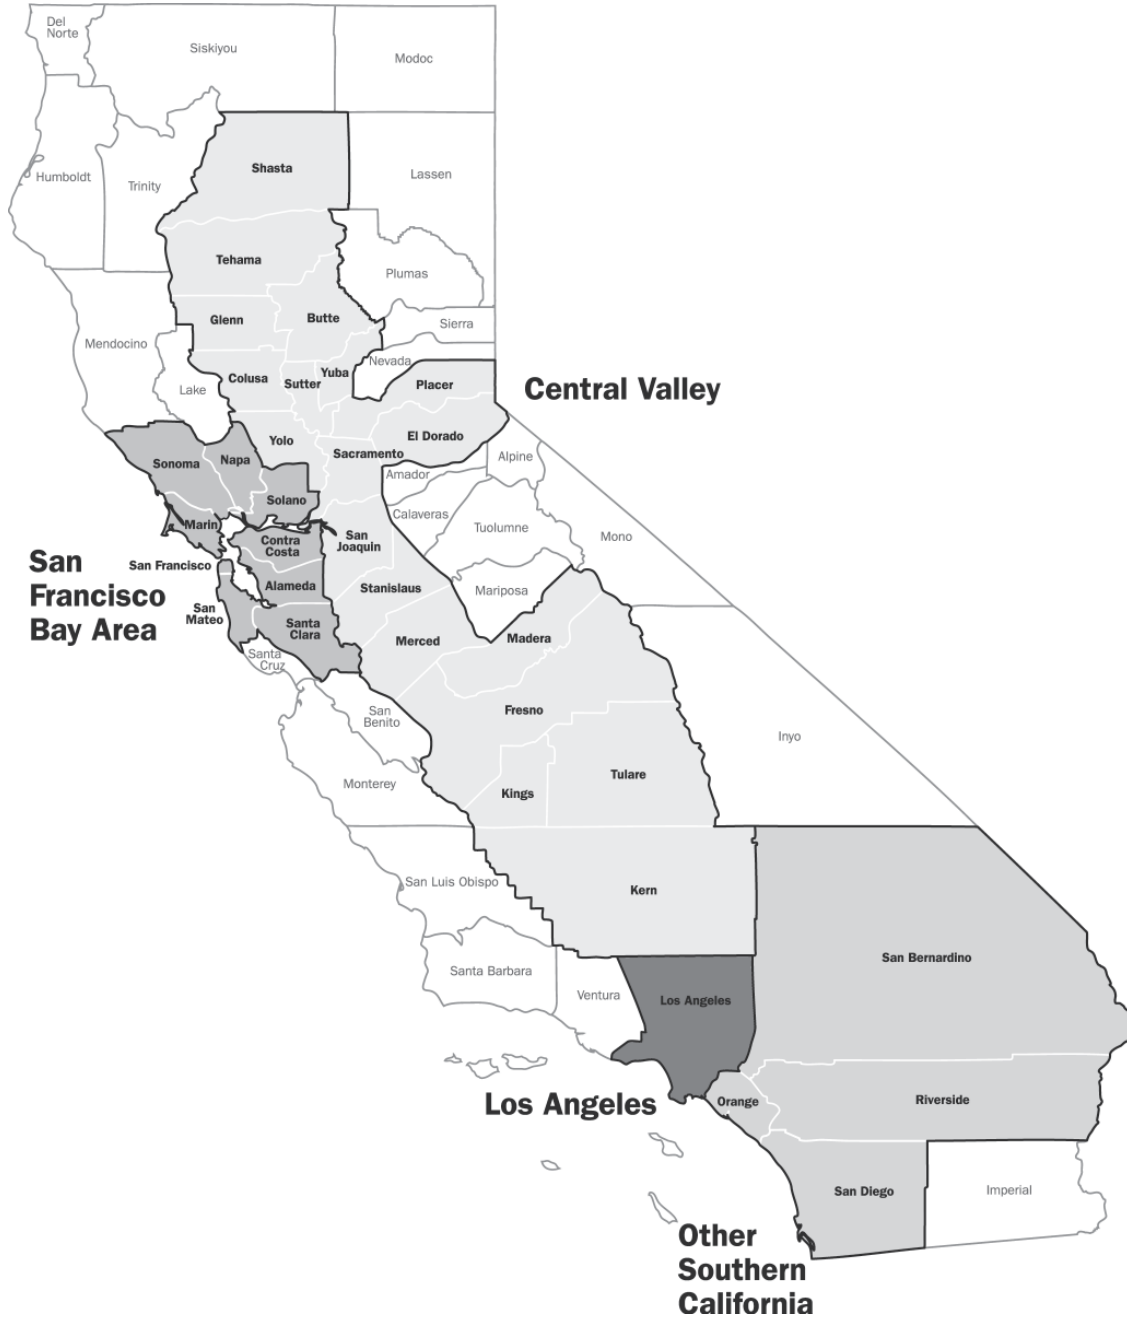 Del
Norte
Siskiyou
Modoc
Shasta
Humboldt
Trinity
Lassen
Tehama
Plumas
Glenn
Butte
Sierra
Mendocino
Nevada
Lake
Colusa
Sutter
Yuba
Placer
Central Valley
Yolo
El Dorado
Sonoma
Napa
Sacramento
Alpine
Amador
Solano
Calaveras
Marin
Tuolumne
Mono
Contra
Costa
San
Joaquin
San
Francisco
Bay Area
San Francisco
Alameda
Stanislaus
Mariposa
San
Mateo
Santa
Clara
Merced
Madera
Santa
Cruz
San
Benito
Fresno
Inyo
Monterey
Kings
Tulare
San Luis Obispo
Kern
San Bernardino
Santa Barbara
Ventura
Los Angeles
Los Angeles
Orange
Riverside
San Diego
Imperial
Other
Southern
California